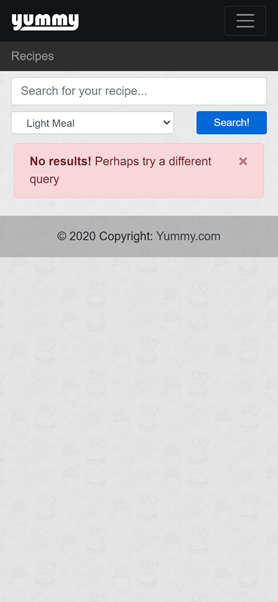 yummy
Recipes
Search for your recipe...
Light Meal
Search!
No results! Perhaps try a different
query
×
© 2020 Copyright: Yummy.com